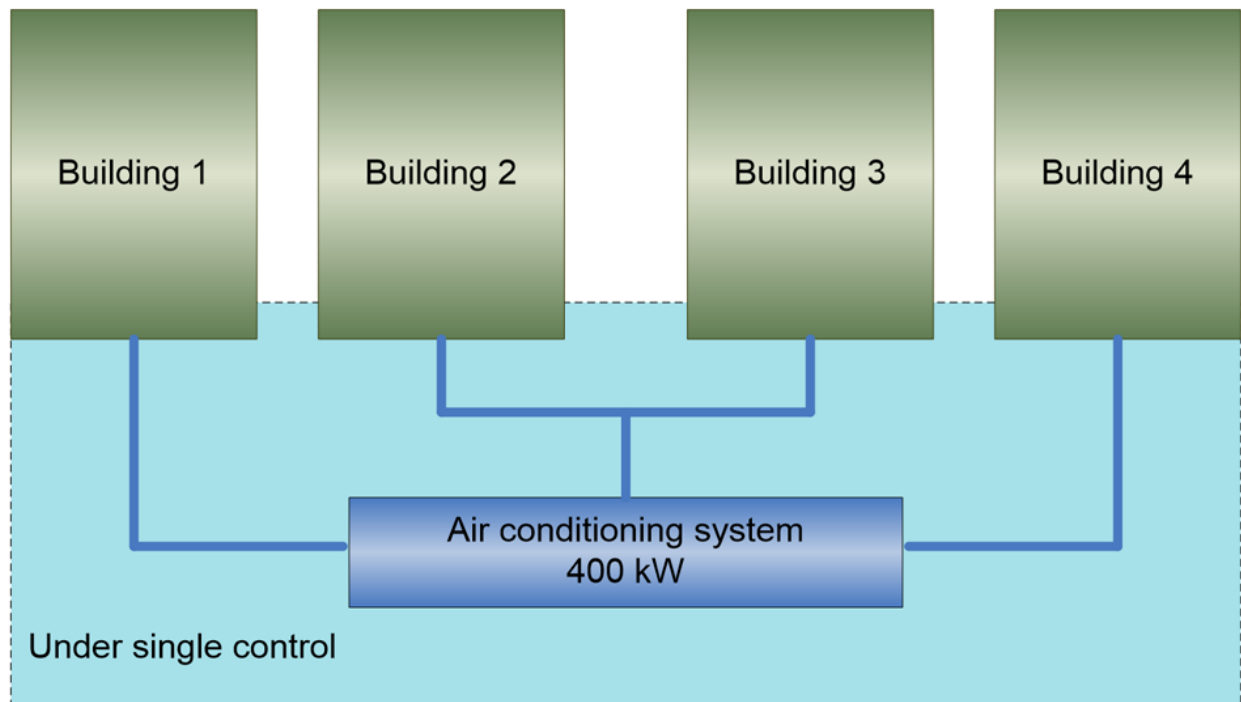 Building 1
Building 2
Building 3
Building 4
Air conditioning system
400 kW
Under single control